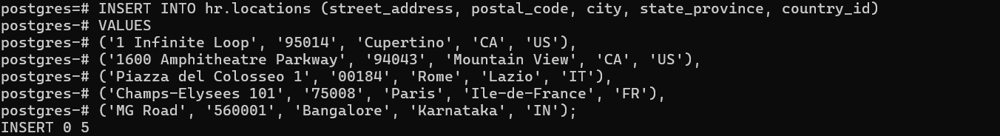 postgres=# INSERT INTO hr.locations (street_address, postal_code, city, state_province, country_id)
postgres-# VALUES
postgres-# ('1 Infinite Loop', '95014', 'Cupertino', 'CA', 'US'),
postgres-# ('1600 Amphitheatre Parkway', '94043', 'Mountain View', 'CA', 'US'),
postgres-# ('Piazza del Colosseo 1', '00184', 'Rome', 'Lazio', 'IT'),
postgres-# ('Champs-Elysees 101', '75008', 'Paris', 'Ile-de-France', 'FR'),
postgres-# ('MG Road', '560001', 'Bangalore', 'Karnataka', 'IN');
INSERT 0 5